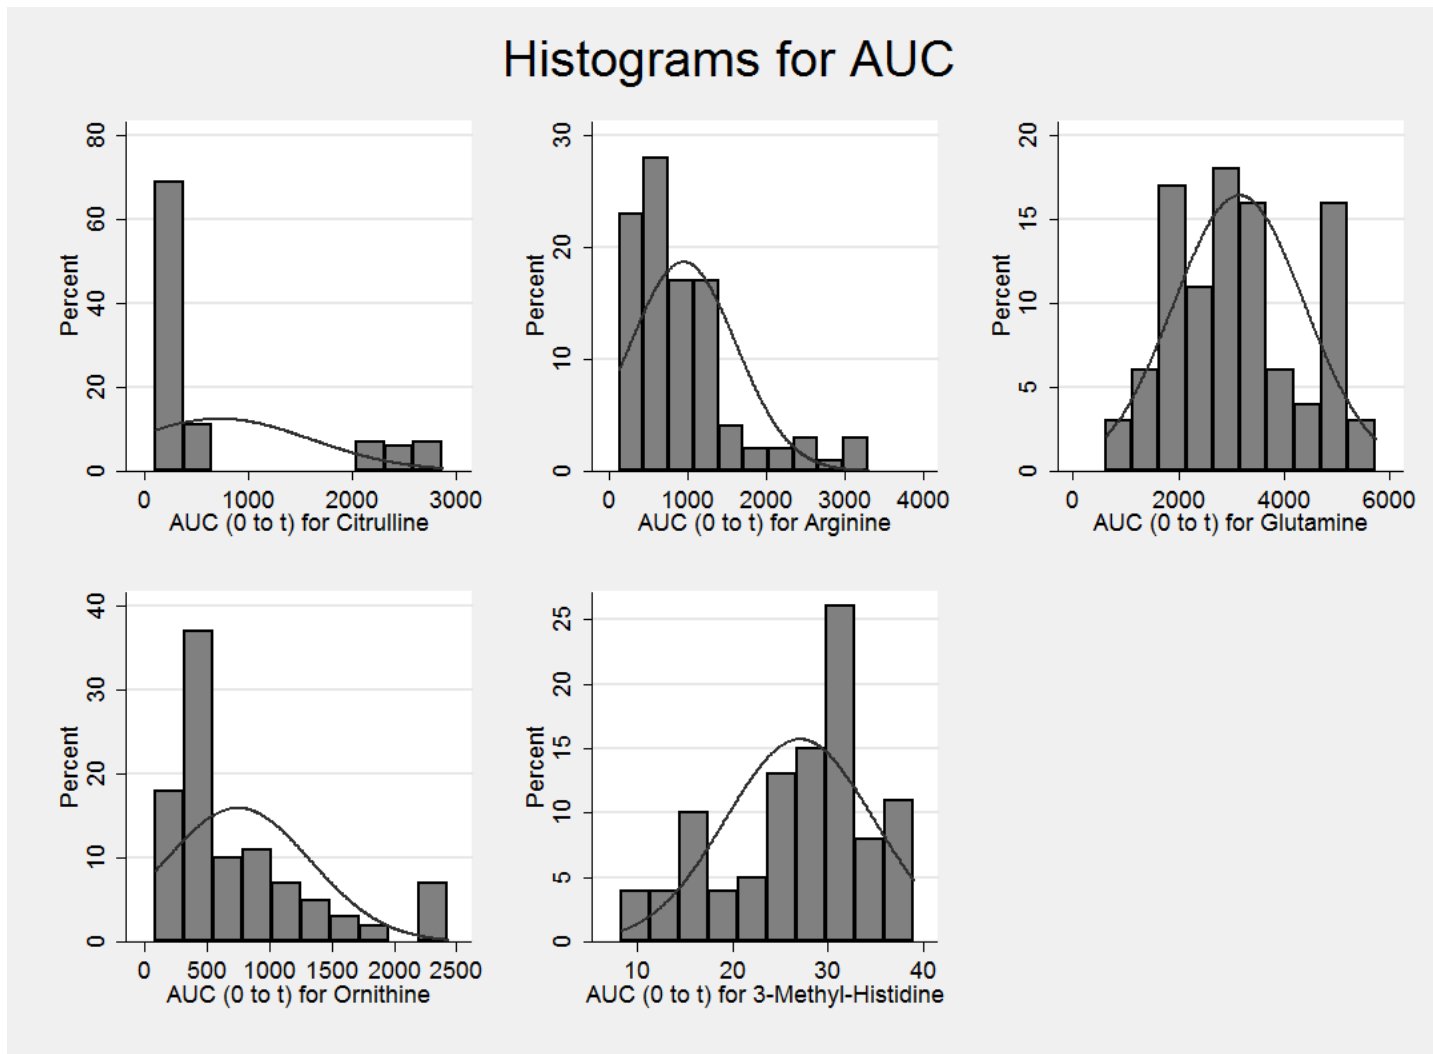 Histograms for AUC
80
60
40
20
0
Percent
0 1000 2000 3000
AUC (0 to t) for Citrulline
30
20
10
0
Percent
0 1000 2000 3000 4000
AUC (0 to t) for Arginine
20
15
10
5
0
Percent
0 2000 4000 6000
AUC (0 to t) for Glutamine
40
30
20
10
0
Percent
0 500 1000 1500 2000 2500
AUC (0 to t) for Ornithine
25
20
15
10
5
0
Percent
10 20 30 40
AUC (0 to t) for 3-Methyl-Histidine